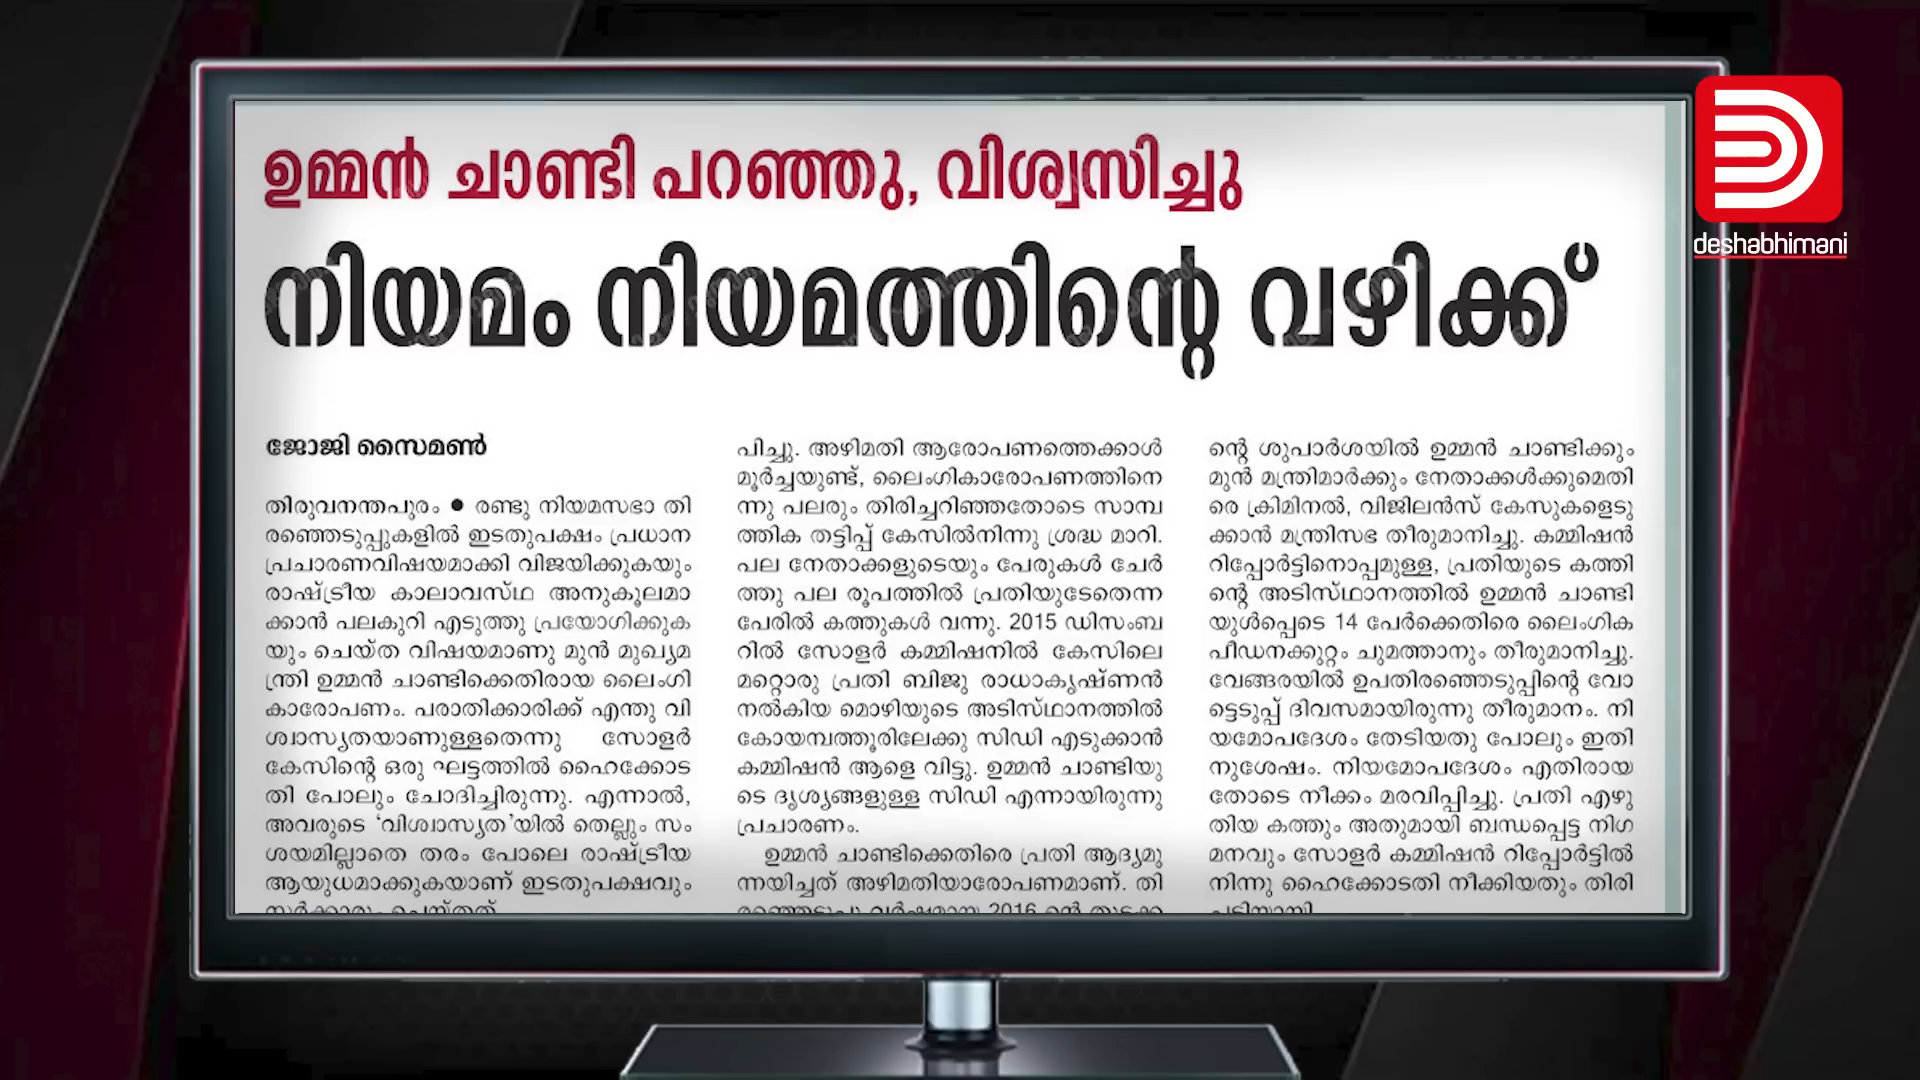 ഉമ്മൻ ചാണ്ടി പറഞ്ഞു, വിശ്വസിച്ചു
നിയമം നിയമത്തിന്റെ വഴിക്ക്
deshabhimani
ജോജി സൈമൺ
തിരുവനന്തപുരം ● രണ്ടു നിയമസഭാ തി
രഞ്ഞെടുപ്പുകളിൽ ഇടതുപക്ഷം പ്രധാന
പ്രചാരണവിഷയമാക്കി വിജയിക്കുകയും
രാഷ്ട്രീയ കാലാവസ്ഥ അനുകൂലമാ
ക്കാൻ പലകുറി എടുത്തു പ്രയോഗിക്കുക
യും ചെയ്ത വിഷയമാണു മുൻ മുഖ്യമ
ന്ത്രി ഉമ്മൻ ചാണ്ടിക്കെതിരായ ലൈംഗി
കാരോപണം. പരാതിക്കാരിക്ക് എന്തു വി
ശ്വാസ്യതയാണുള്ളതെന്നു സോളർ
കേസിന്റെ ഒരു ഘട്ടത്തിൽ ഹൈക്കോട
തി പോലും ചോദിച്ചിരുന്നു. എന്നാൽ,
അവരുടെ ‘വിശ്വാസ്യത’യിൽ തെല്ലും സം
ശയമില്ലാതെ തരം പോലെ രാഷ്ട്രീയ
ആയുധമാക്കുകയാണ് ഇടതുപക്ഷവും
സർക്കാരും ചെയ്തത്.
പിച്ചു. അഴിമതി ആരോപണത്തെക്കാൾ
മൂർച്ചയുണ്ട്, ലൈംഗികാരോപണത്തിനെ
ന്നു പലരും തിരിച്ചറിഞ്ഞതോടെ സാമ്പ
ത്തിക തട്ടിപ്പ് കേസിൽനിന്നു ശ്രദ്ധ മാറി.
പല നേതാക്കളുടെയും പേരുകൾ ചേർ
ത്തു പല രൂപത്തിൽ പ്രതിയുടേതെന്ന
പേരിൽ കത്തുകൾ വന്നു. 2015 ഡിസംബ
റിൽ സോളർ കമ്മിഷനിൽ കേസിലെ
മറ്റൊരു പ്രതി ബിജു രാധാകൃഷ്ണൻ
നൽകിയ മൊഴിയുടെ അടിസ്ഥാനത്തിൽ
കോയമ്പത്തൂരിലേക്കു സിഡി എടുക്കാൻ
കമ്മിഷൻ ആളെ വിട്ടു. ഉമ്മൻ ചാണ്ടിയു
ടെ ദൃശ്യങ്ങളുള്ള സിഡി എന്നായിരുന്നു
പ്രചാരണം.
ഉമ്മൻ ചാണ്ടിക്കെതിരെ പ്രതി ആദ്യമു
ന്നയിച്ചത് അഴിമതിയാരോപണമാണ്. തി
രഞ്ഞെടുപ്പു വർഷമായ 2016 ന്റെ തുടക്ക
ന്റെ ശുപാർശയിൽ ഉമ്മൻ ചാണ്ടിക്കും
മുൻ മന്ത്രിമാർക്കും നേതാക്കൾക്കുമെതി
രെ ക്രിമിനൽ, വിജിലൻസ് കേസുകളെടു
ക്കാൻ മന്ത്രിസഭ തീരുമാനിച്ചു. കമ്മിഷൻ
റിപ്പോർട്ടിനൊപ്പമുള്ള, പ്രതിയുടെ കത്തി
ന്റെ അടിസ്ഥാനത്തിൽ ഉമ്മൻ ചാണ്ടി
യുൾപ്പെടെ 14 പേർക്കെതിരെ ലൈംഗിക
പീഡനക്കുറ്റം ചുമത്താനും തീരുമാനിച്ചു.
വേങ്ങരയിൽ ഉപതിരഞ്ഞെടുപ്പിന്റെ വോ
ട്ടെടുപ്പ് ദിവസമായിരുന്നു തീരുമാനം. നി
യമോപദേശം തേടിയതു പോലും ഇതി
നുശേഷം. നിയമോപദേശം എതിരായ
തോടെ നീക്കം മരവിപ്പിച്ചു. പ്രതി എഴു
തിയ കത്തും അതുമായി ബന്ധപ്പെട്ട നിഗ
മനവും സോളർ കമ്മിഷൻ റിപ്പോർട്ടിൽ
നിന്നു ഹൈക്കോടതി നീക്കിയതും തിരി
ച്ചടിയായി.